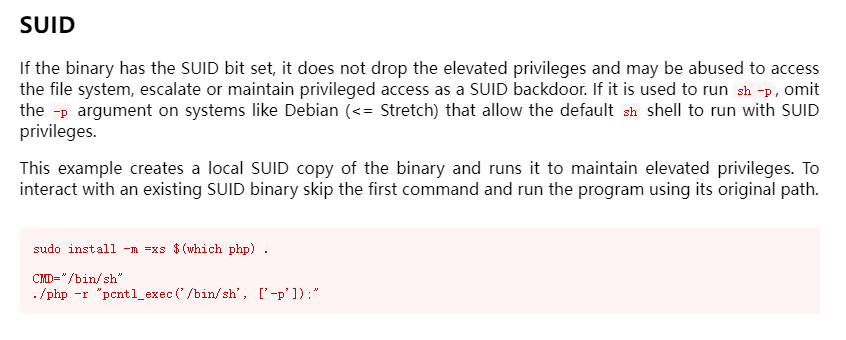 SUID
If the binary has the SUID bit set, it does not drop the elevated privileges and may be abused to access
the file system, escalate or maintain privileged access as a SUID backdoor. If it is used to run sh -p, omit
the -p argument on systems like Debian (<= Stretch) that allow the default sh shell to run with SUID
privileges.
This example creates a local SUID copy of the binary and runs it to maintain elevated privileges. To
interact with an existing SUID binary skip the first command and run the program using its original path.
sudo install -m =xs $(which php) .
CMD="/bin/sh"
./php -r "pcntl_exec('/bin/sh', ['-p']);"